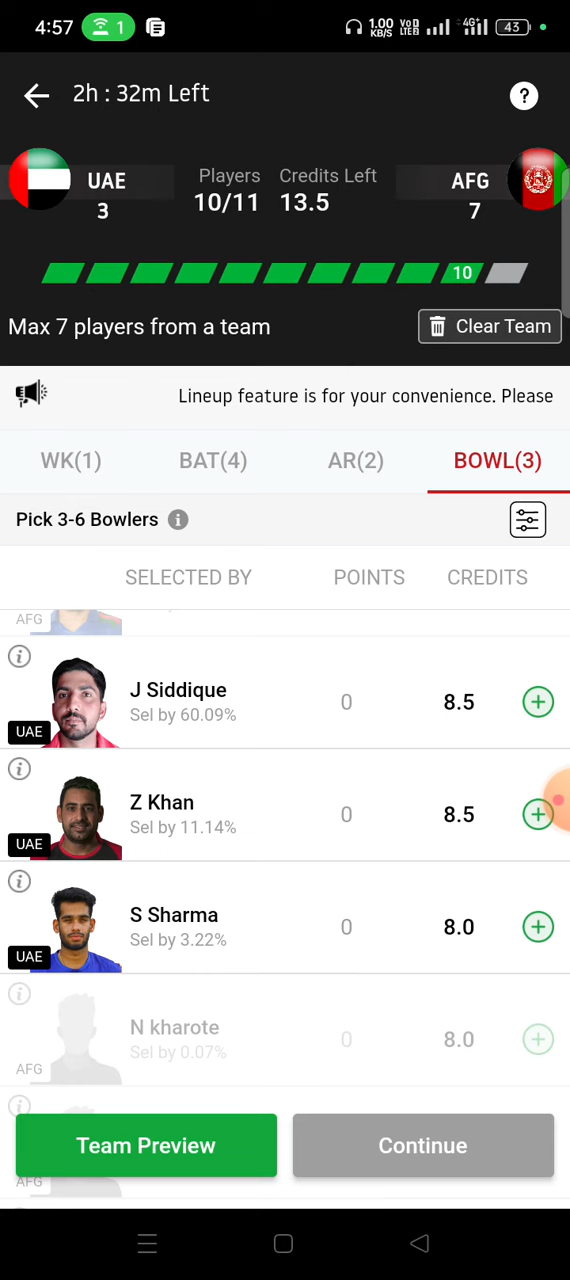 4:57 1 1.00 KB/S VoD LTE 4G+ 43
2h : 32m Left ?
UAE Players Credits Left AFG
3 10/11 13.5 7
10
Max 7 players from a team Clear Team
Lineup feature is for your convenience. Please
WK(1) BAT(4) AR(2) BOWL(3)
Pick 3-6 Bowlers i
SELECTED BY POINTS CREDITS
AFG
i
J Siddique
Sel by 60.09% 0 8.5 +
UAE
i
Z Khan
Sel by 11.14% 0 8.5 +
UAE
i
S Sharma
Sel by 3.22% 0 8.0 +
UAE
i
N kharote
Sel by 0.07% 0 8.0 +
AFG
i
Team Preview Continue
AFG